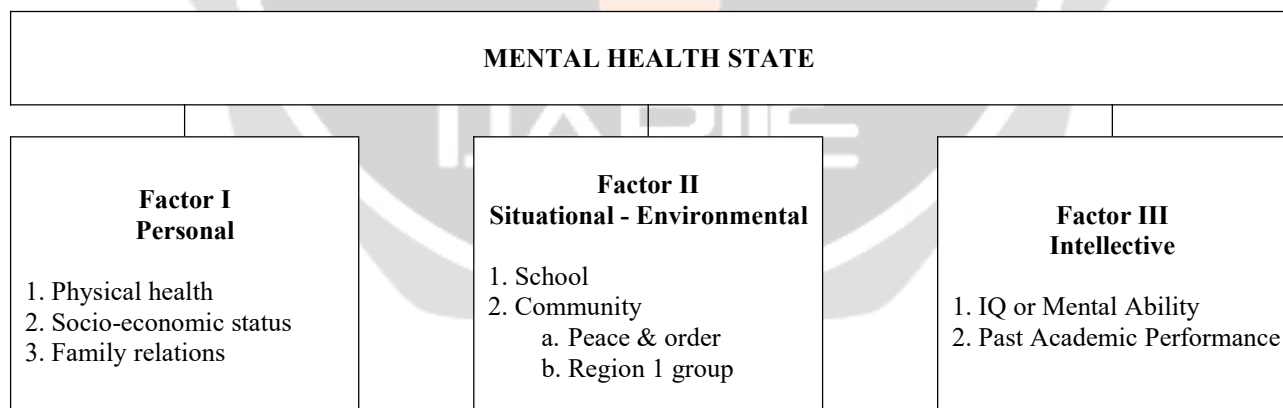 MENTAL HEALTH STATE
Factor I
Personal
1. Physical health
2. Socio-economic status
3. Family relations
Factor II
Situational - Environmental
1. School
2. Community
a. Peace & order
b. Region 1 group
Factor III
Intellective
1. IQ or Mental Ability
2. Past Academic Performance